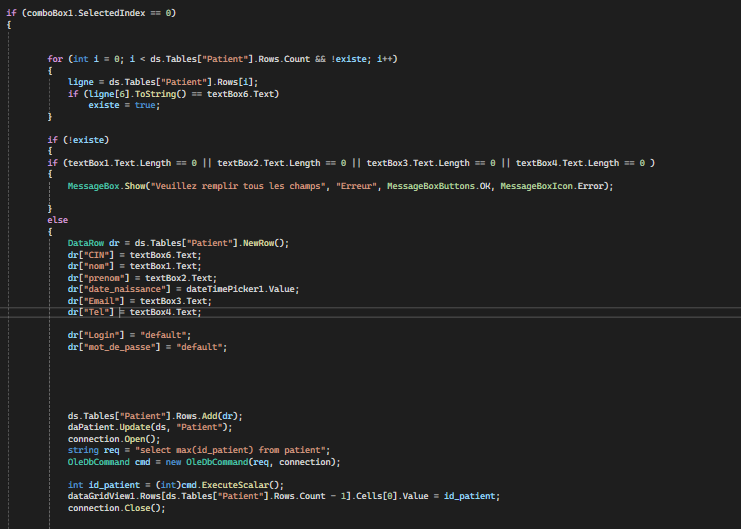 if (comboBox1.SelectedIndex == 0)
{
for (int i = 0; i < ds.Tables["Patient"].Rows.Count && !existe; i++)
{
ligne = ds.Tables["Patient"].Rows[i];
if (ligne[6].ToString() == textBox6.Text)
existe = true;
}
if (!existe)
{
if (textBox1.Text.Length == 0 || textBox2.Text.Length == 0 || textBox3.Text.Length == 0 || textBox4.Text.Length == 0 )
{
MessageBox.Show("Veuillez remplir tous les champs", "Erreur", MessageBoxButtons.OK, MessageBoxIcon.Error);
}
else
{
DataRow dr = ds.Tables["Patient"].NewRow();
dr["CIN"] = textBox6.Text;
dr["nom"] = textBox1.Text;
dr["prenom"] = textBox2.Text;
dr["date_naissance"] = dateTimePicker1.Value;
dr["Email"] = textBox3.Text;
dr["Tel"] = textBox4.Text;
dr["Login"] = "default";
dr["mot_de_passe"] = "default";
ds.Tables["Patient"].Rows.Add(dr);
daPatient.Update(ds, "Patient");
connection.Open();
string req = "select max(id_patient) from patient";
OleDbCommand cmd = new OleDbCommand(req, connection);
int id_patient = (int)cmd.ExecuteScalar();
dataGridView1.Rows[ds.Tables["Patient"].Rows.Count - 1].Cells[0].Value = id_patient;
connection.Close();